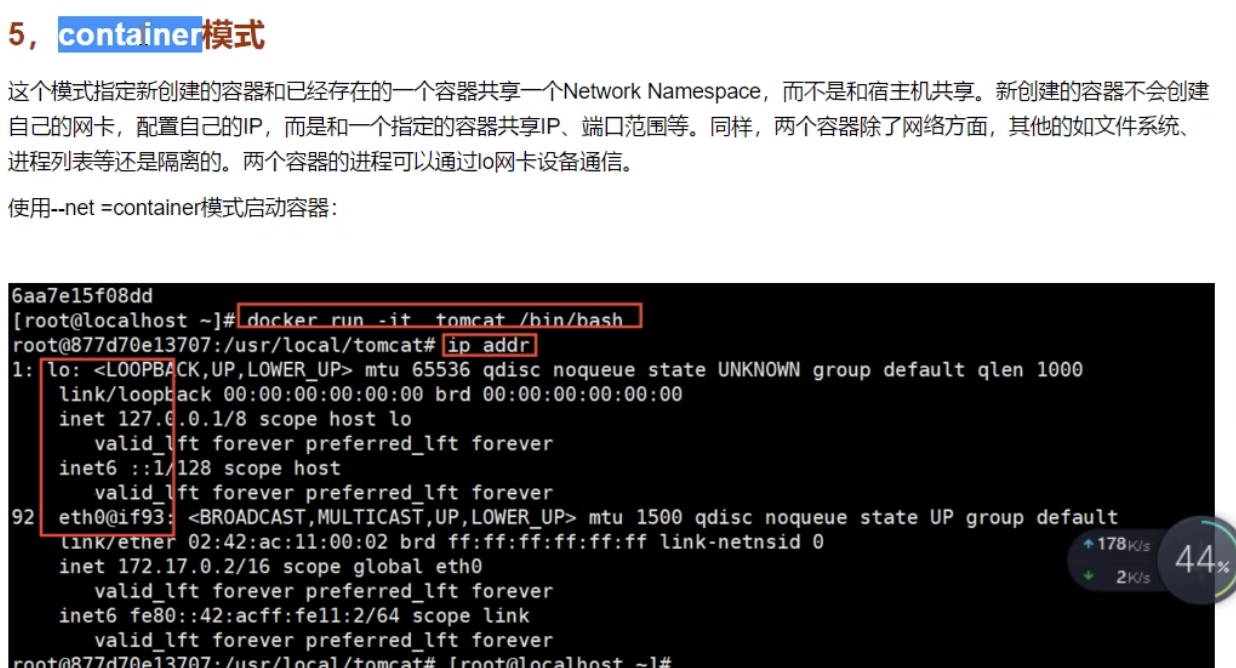 5，container模式
这个模式指定新创建的容器和已经存在的一个容器共享一个Network Namespace，而不是和宿主机共享。新创建的容器不会创建
自己的网卡，配置自己的IP，而是和一个指定的容器共享IP、端口范围等。同样，两个容器除了网络方面，其他的如文件系统、
进程列表等还是隔离的。两个容器的进程可以通过lo网卡设备通信。
使用--net =container模式启动容器：
6aa7e15f08dd
[root@localhost ~]# docker run -it  tomcat /bin/bash
root@877d70e13707:/usr/local/tomcat# ip addr
1: lo: <LOOPBACK,UP,LOWER_UP> mtu 65536 qdisc noqueue state UNKNOWN group default qlen 1000
    link/loopback 00:00:00:00:00:00 brd 00:00:00:00:00:00
    inet 127.0.0.1/8 scope host lo
       valid_lft forever preferred_lft forever
    inet6 ::1/128 scope host
       valid_lft forever preferred_lft forever
92: eth0@if93: <BROADCAST,MULTICAST,UP,LOWER_UP> mtu 1500 qdisc noqueue state UP group default
    link/ether 02:42:ac:11:00:02 brd ff:ff:ff:ff:ff:ff link-netnsid 0
    inet 172.17.0.2/16 scope global eth0
       valid_lft forever preferred_lft forever
    inet6 fe80::42:acff:fe11:2/64 scope link
       valid_lft forever preferred_lft forever
root@877d70e13707:/usr/local/tomcat# [root@localhost ~]#
178K/s
2K/s
44%